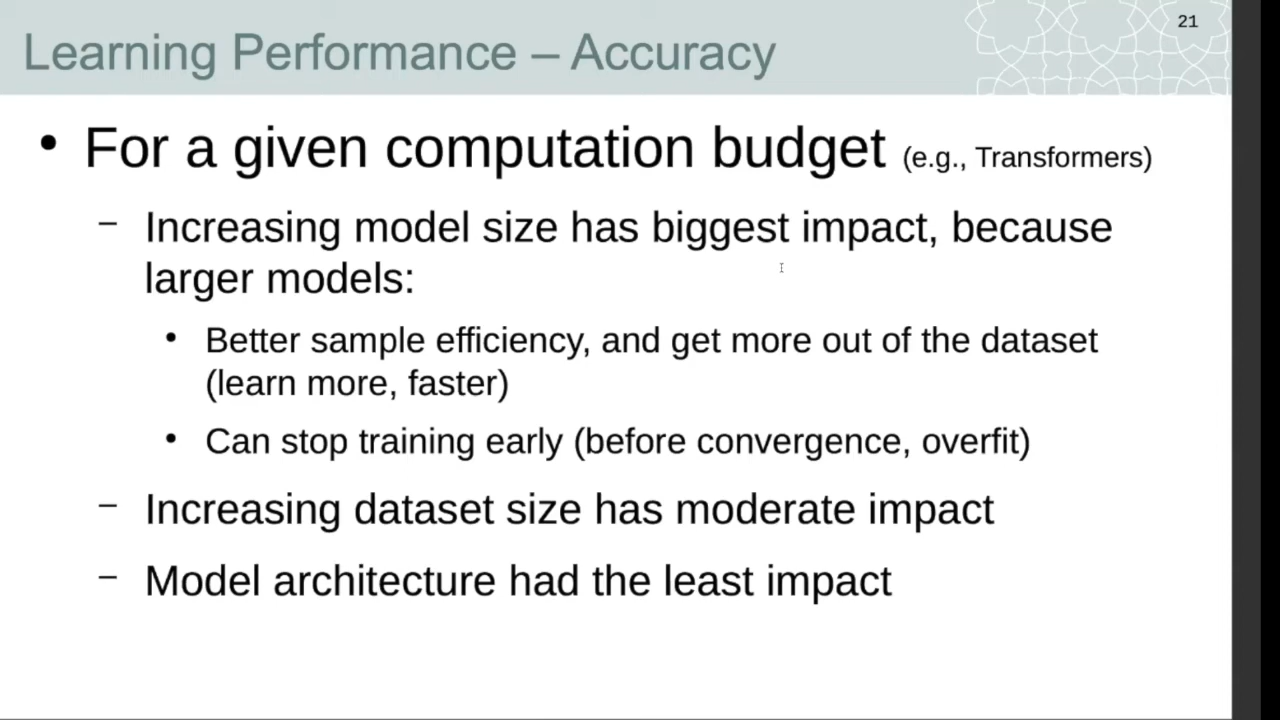 21
Learning Performance – Accuracy
• For a given computation budget (e.g., Transformers)
– Increasing model size has biggest impact, because
larger models:
• Better sample efficiency, and get more out of the dataset
(learn more, faster)
• Can stop training early (before convergence, overfit)
– Increasing dataset size has moderate impact
– Model architecture had the least impact